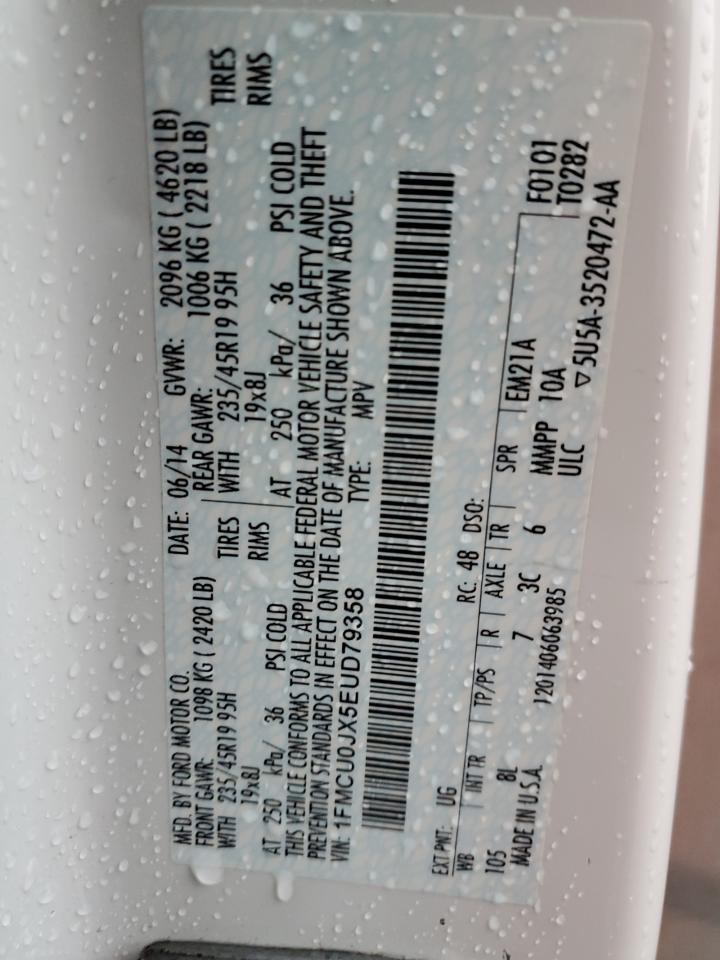 MFD. BY FORD MOTOR CO. DATE: 06/14 GVWR: 2096 KG ( 4620 LB)
FRONT GAWR: 1098 KG ( 2420 LB) REAR GAWR: 1006 KG ( 2218 LB)
WITH 235/45R19 95H TIRES WITH 235/45R19 95H TIRES
19x8J RIMS 19x8J RIMS
AT 250 kPa/ 36 PSI COLD AT 250 kPa/ 36 PSI COLD
THIS VEHICLE CONFORMS TO ALL APPLICABLE FEDERAL MOTOR VEHICLE SAFETY AND THEFT
PREVENTION STANDARDS IN EFFECT ON THE DATE OF MANUFACTURE SHOWN ABOVE.
VIN: 1FMCU0JX5EUD79358 TYPE: MPV
EXT PNT: UG RC: 48 DSO: F0101
WB INT TR TP/PS R AXLE TR SPR EM21A T0282
105 8L 7 3C 6 MMPP 10A
MADE IN U.S.A. 1201406063985 ULC ▽5U5A-3520472-AA